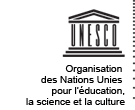 UNESCO
Organisation
des Nations Unies
pour l'éducation,
la science et la culture